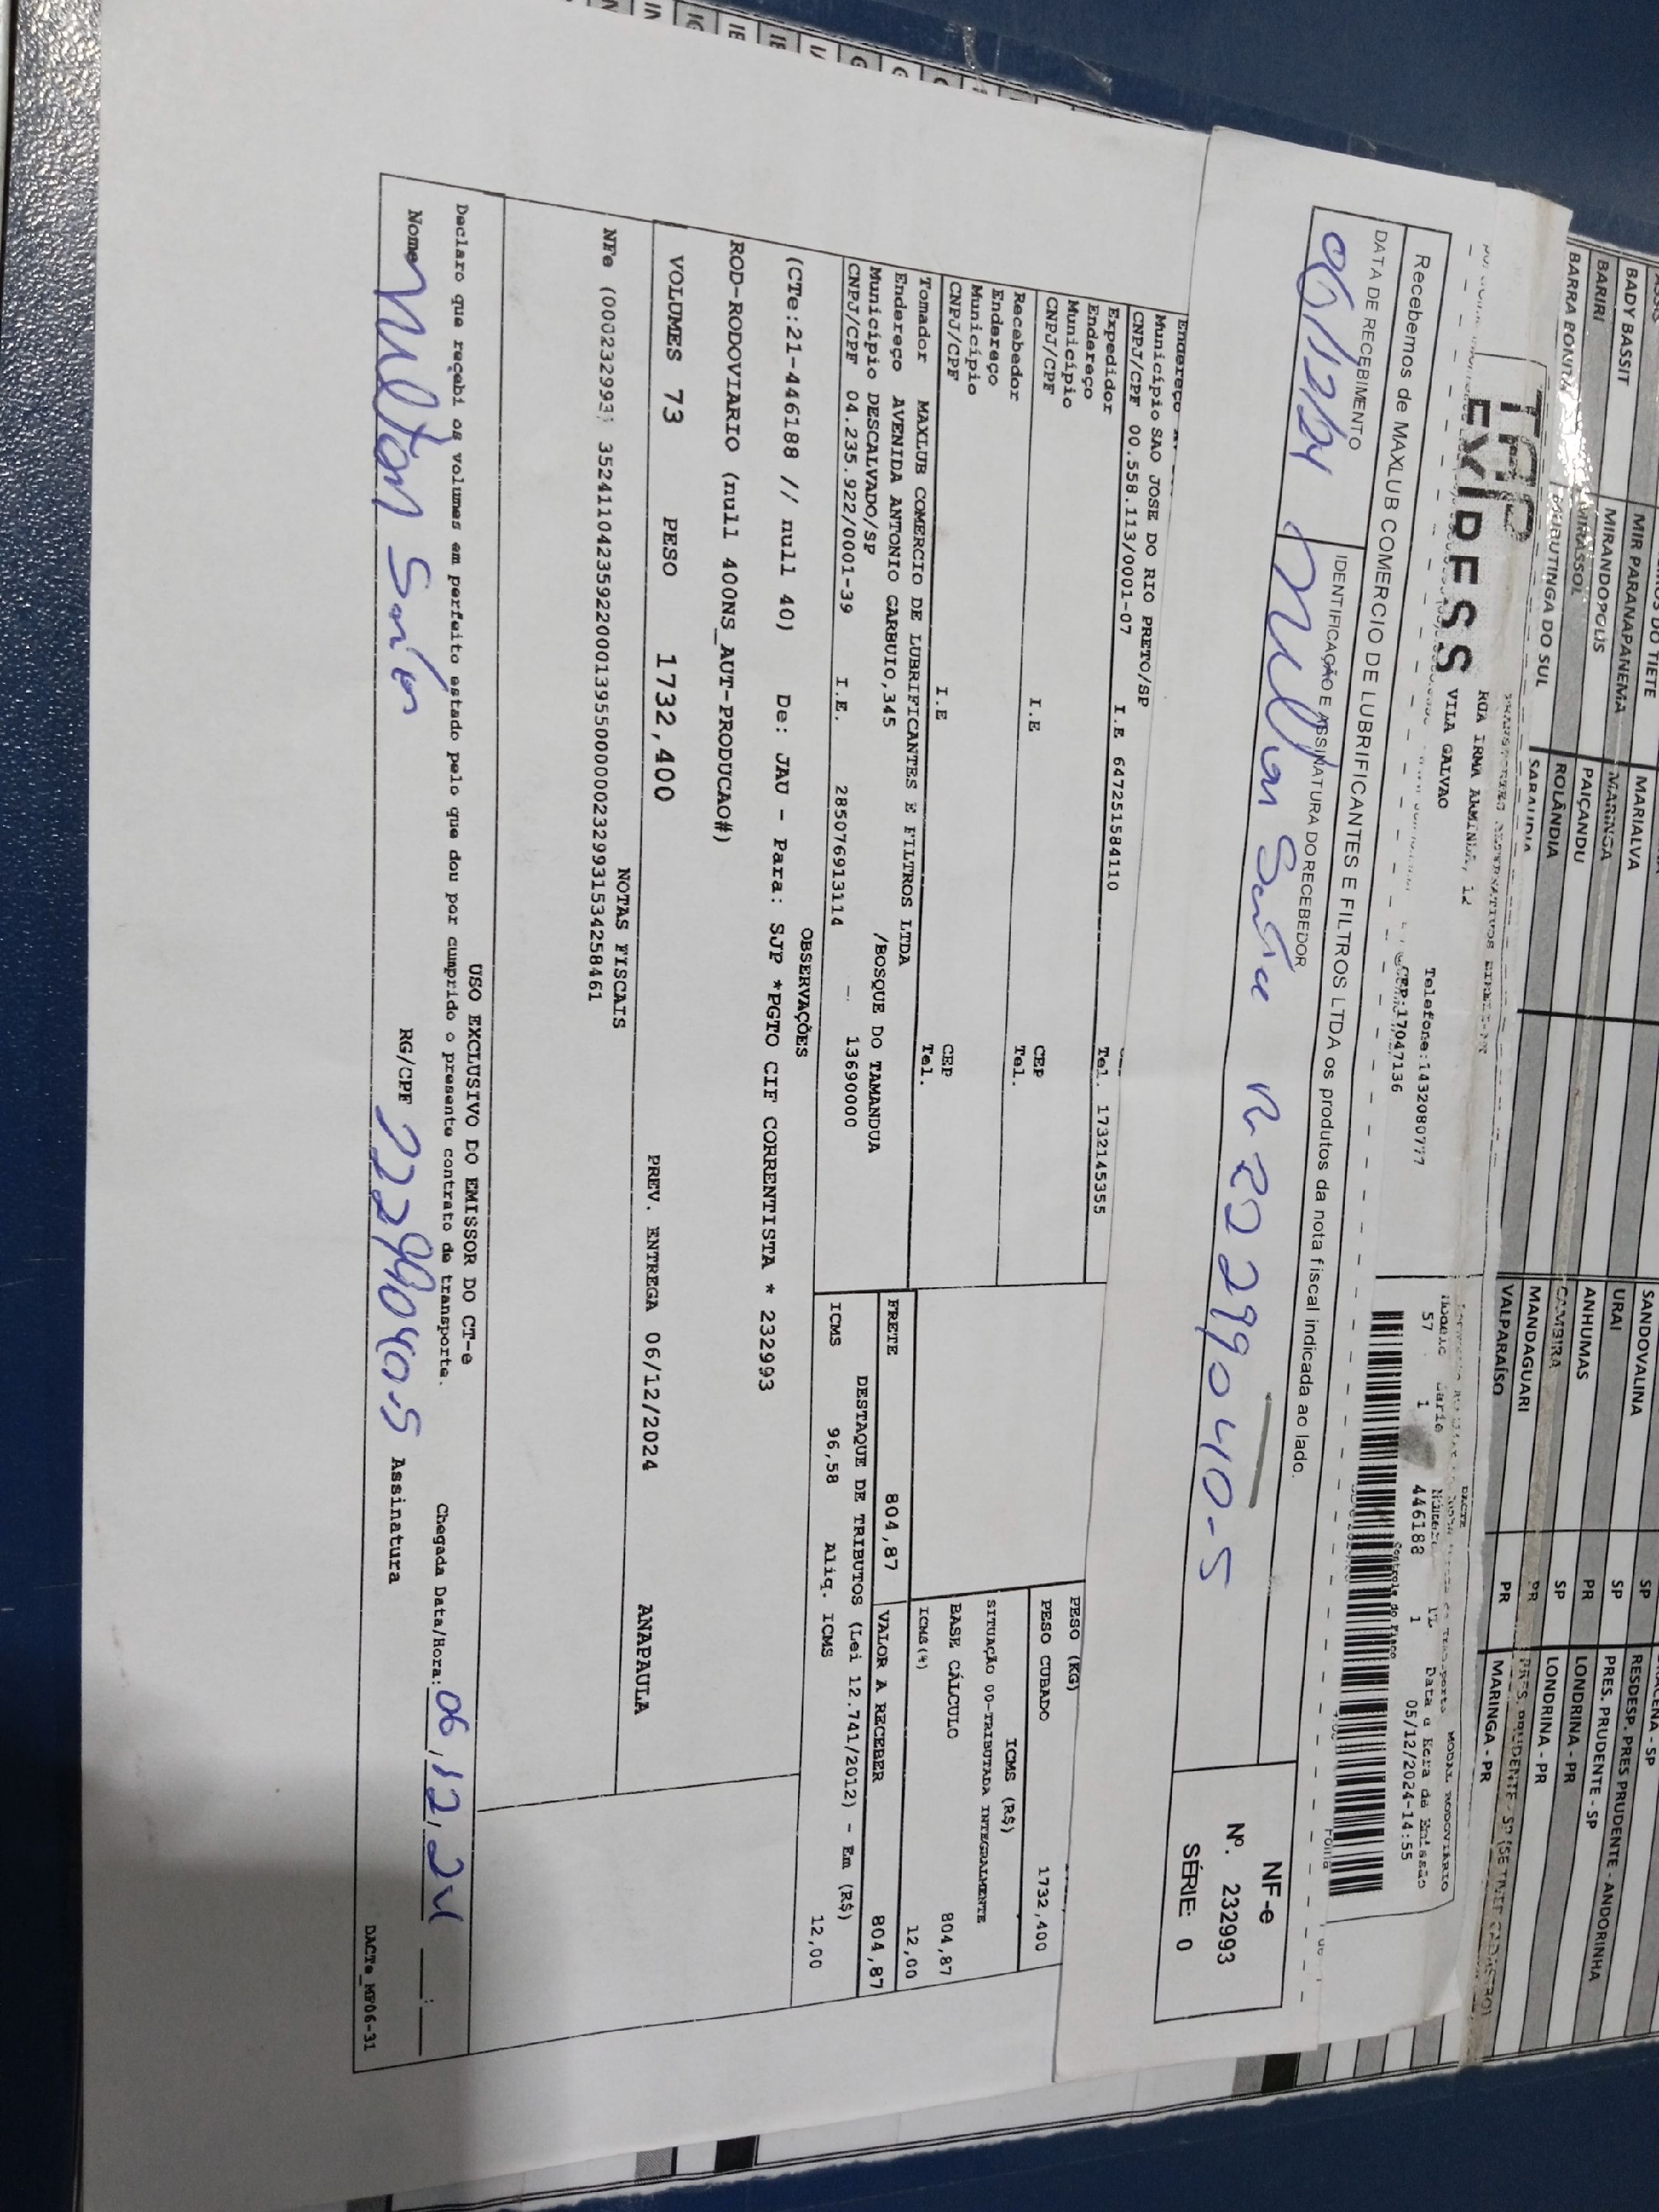 BADY BASSIT
MIR PARANAPANEMA
MARIALVA
SANDOVALINA
SP
RESDESP. PRES PRUDENTE - ANDORINHA
BARIRI
MIRANDOPOLIS
MARINGA
URAI
SP
PRES. PRUDENTE - SP
BARRA BONITA
MIRASSOL
PAIÇANDU
ANHUMAS
PR
LONDRINA - PR
RIBUTINGA DO SUL
ROLÂNDIA
CAMBIRA
SP
LONDRINA - PR
MANDAGUARI
PR
VALPARAÍSO
PR
MARINGA - PR
EXPRESS
RUA IRMA ARMINDA, 12
VILA GALVAO
Telefone:1432080777
CEP:17047136
DACTE
MODAL RODOVIÁRIO
57 1 446188 1 05/12/2024-14:55
Controle do Fisco
Recebemos de MAXLUB COMERCIO DE LUBRIFICANTES E FILTROS LTDA os produtos da nota fiscal indicada ao lado.
DATA DE RECEBIMENTO
IDENTIFICAÇÃO E ASSINATURA DO RECEBEDOR
06/12/24
22299040-5
NF-e
Nº. 232993
SÉRIE: 0
Município SAO JOSE DO RIO PRETO/SP
CNPJ/CPF 00.558.113/0001-07 I.E 647251584110 Tel. 1732145355
Expedidor
Endereço
Município CEP
CNPJ/CPF I.E Tel.
Recebedor
Endereço
Município CEP
CNPJ/CPF I.E Tel.
Tomador MAXLUB COMERCIO DE LUBRIFICANTES E FILTROS LTDA
Endereço AVENIDA ANTONIO GARBUIO,345 /BOSQUE DO TAMANDUA
Município DESCALVADO/SP 13690000
CNPJ/CPF 04.235.922/0001-39 I.E. 285076913114
PESO (KG)
PESO CUBADO 1732,400
ICMS (R$)
SITUAÇÃO 00-TRIBUTADA INTEGRALMENTE
BASE CÁLCULO 804,87
ICMS(%) 12,00
FRETE 804,87 VALOR A RECEBER 804,87
DESTAQUE DE TRIBUTOS (Lei 12.741/2012) - Em (R$)
ICMS 96,58 Aliq. ICMS 12,00
OBSERVAÇÕES
(CTe:21-446188 // null 40) De: JAU - Para: SJP *PGTO CIF CORRENTISTA * 232993
ROD-RODOVIARIO (null 400NS_AUT-PRODUCAO#)
VOLUMES 73 PESO 1732,400 PREV. ENTREGA 06/12/2024 ANAPAULA
NOTAS FISCAIS
NFe (000232993) 35241104235922000139550000002329931534258461
USO EXCLUSIVO DO EMISSOR DO CT-e
Declaro que recebi os volumes em perfeito estado pelo que dou por cumprido o presente contrato de transporte.
Chegada Data/Hora: 06/12/24
Nome RG/CPF 22299040-5 Assinatura
DACTe_MF06-31